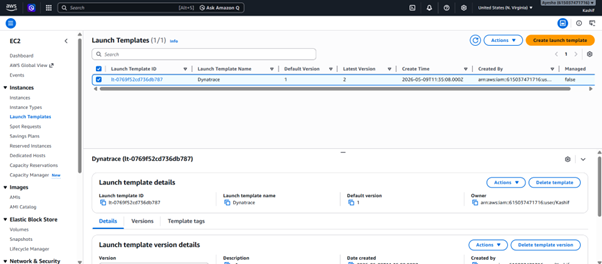 aws
Search
[Alt+S]
Ask Amazon Q
United States (N. Virginia)
Kashif
EC2
Dashboard
AWS Global View
Events
Instances
Instances
Instance Types
Launch Templates
Spot Requests
Savings Plans
Reserved Instances
Dedicated Hosts
Capacity Reservations
Capacity Manager New
Images
AMIs
AMI Catalog
Elastic Block Store
Volumes
Snapshots
Lifecycle Manager
Network & Security
Launch Templates (1/1) Info
Actions
Create launch template
Search
1
Launch Template ID Launch Template Name Default Version Latest Version Create Time Created By Managed
lt-0769f52cd736db787 Dynatrace 1 2 2026-05-09T11:35:08.000Z arn:aws:iam::615037471716:us... false
Dynatrace (lt-0769f52cd736db787)
Launch template details
Actions
Delete template
Launch template ID Launch template name Default version Owner
lt-0769f52cd736db787 Dynatrace 1 arn:aws:iam::615037471716:user/Kashif
Details Versions Template tags
Launch template version details
Actions
Delete template version
Version Description Date created Created by